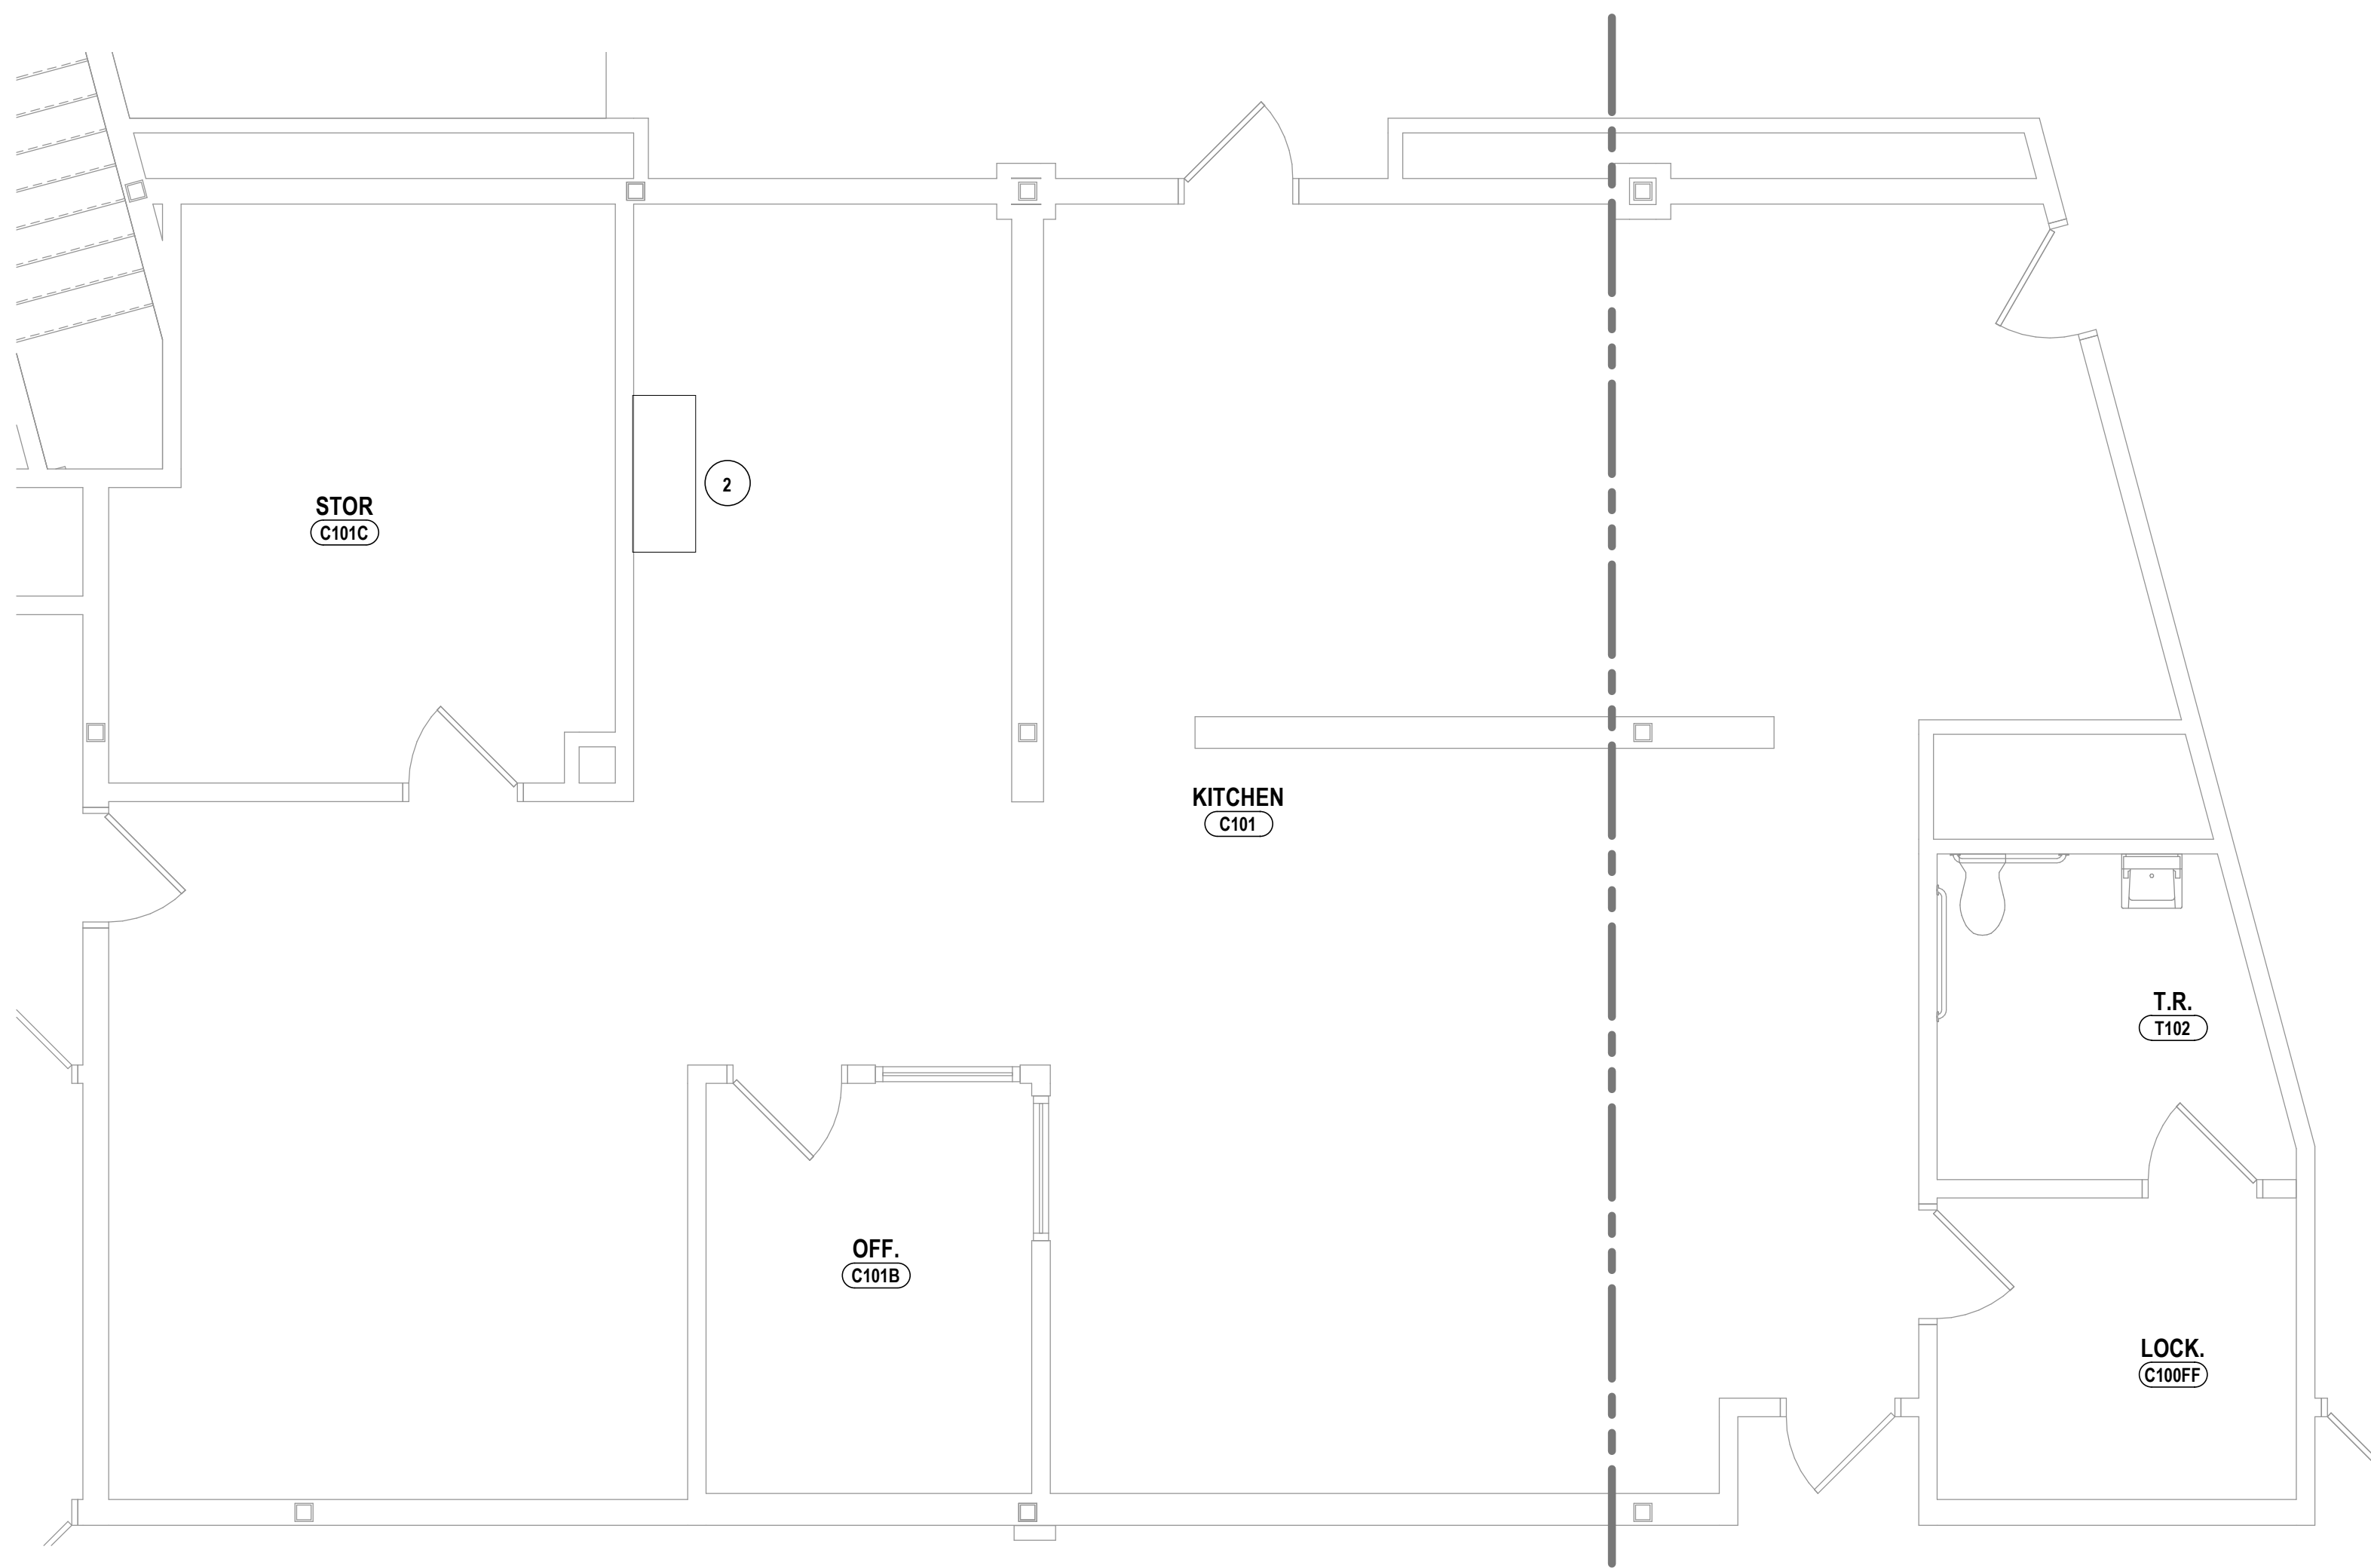 2
STOR
C101C
KITCHEN
C101
T.R.
T102
OFF.
C101B
LOCK.
C100FF